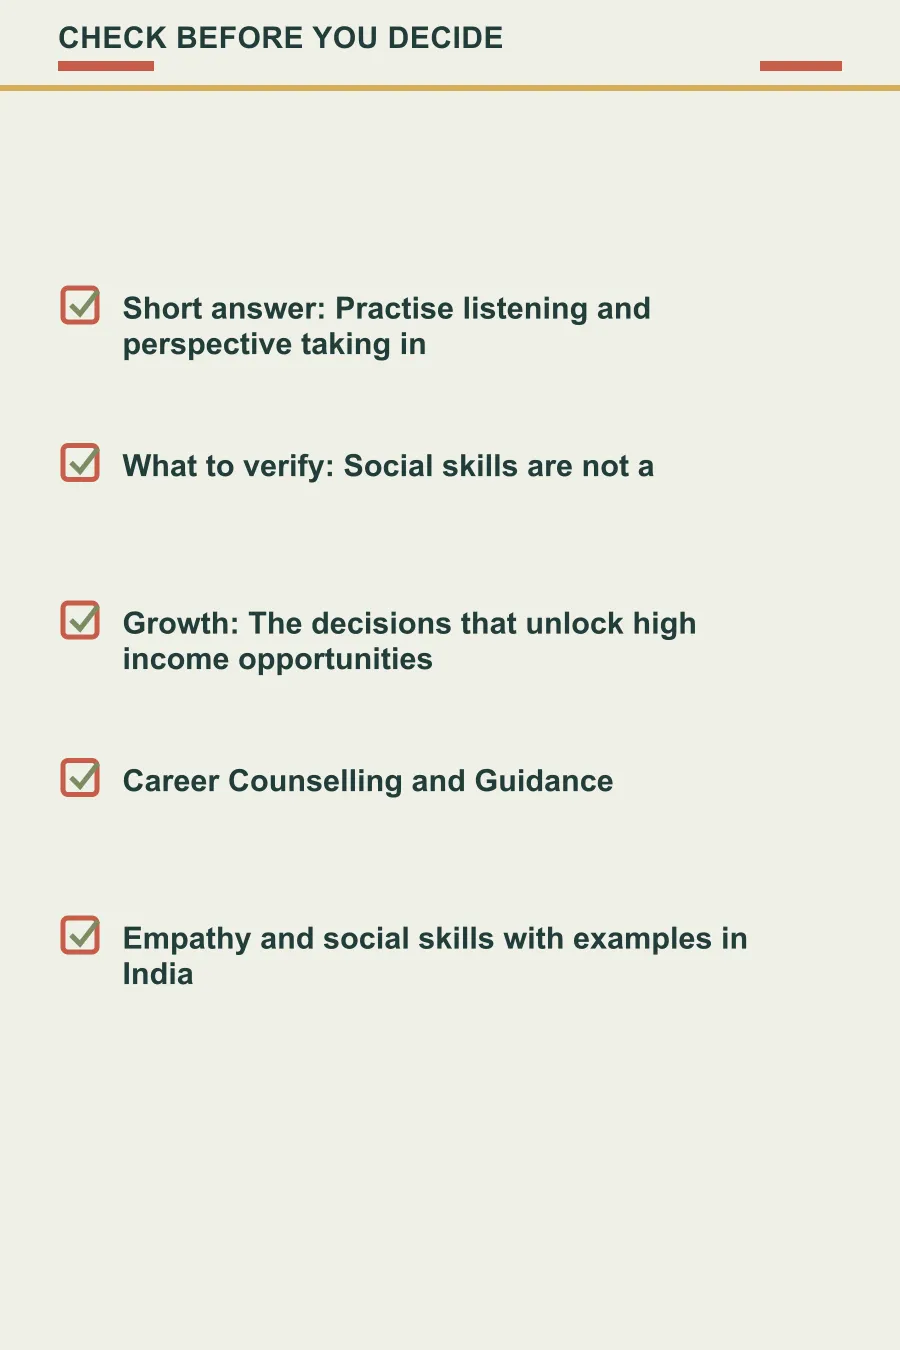 CHECK BEFORE YOU DECIDE
Short answer: Practise listening and
perspective taking in
What to verify: Social skills are not a
Growth: The decisions that unlock high
income opportunities
Career Counselling and Guidance
Empathy and social skills with examples in
India